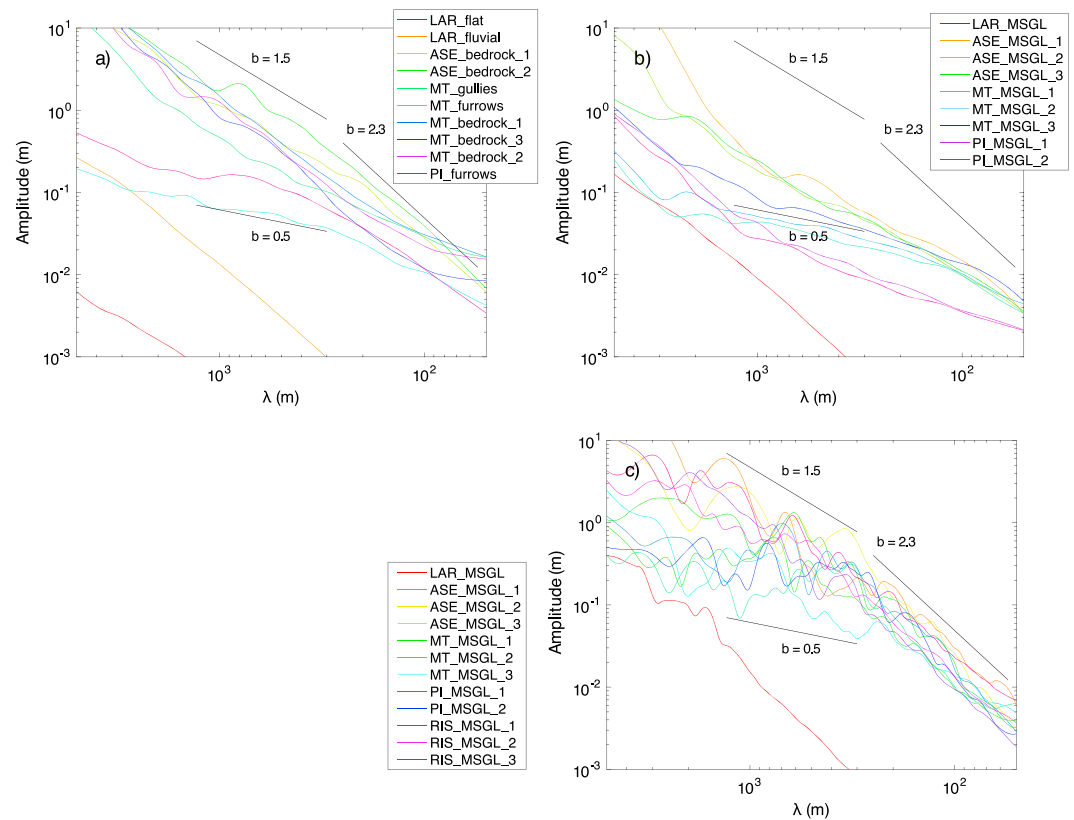 a)
b = 1.5
b = 2.3
b = 0.5
LAR_flat
LAR_fluvial
ASE_bedrock_1
ASE_bedrock_2
MT_gullies
MT_furrows
MT_bedrock_1
MT_bedrock_3
MT_bedrock_2
PI_furrows
10^1
10^0
10^-1
10^-2
10^-3
Amplitude (m)
10^3
10^2
λ (m)
b)
b = 1.5
b = 2.3
b = 0.5
LAR_MSGL
ASE_MSGL_1
ASE_MSGL_2
ASE_MSGL_3
MT_MSGL_1
MT_MSGL_2
MT_MSGL_3
PI_MSGL_1
PI_MSGL_2
10^1
10^0
10^-1
10^-2
10^-3
Amplitude (m)
10^3
10^2
λ (m)
c)
b = 1.5
b = 2.3
b = 0.5
LAR_MSGL
ASE_MSGL_1
ASE_MSGL_2
ASE_MSGL_3
MT_MSGL_1
MT_MSGL_2
MT_MSGL_3
PI_MSGL_1
PI_MSGL_2
RIS_MSGL_1
RIS_MSGL_2
RIS_MSGL_3
10^1
10^0
10^-1
10^-2
10^-3
Amplitude (m)
10^3
10^2
λ (m)